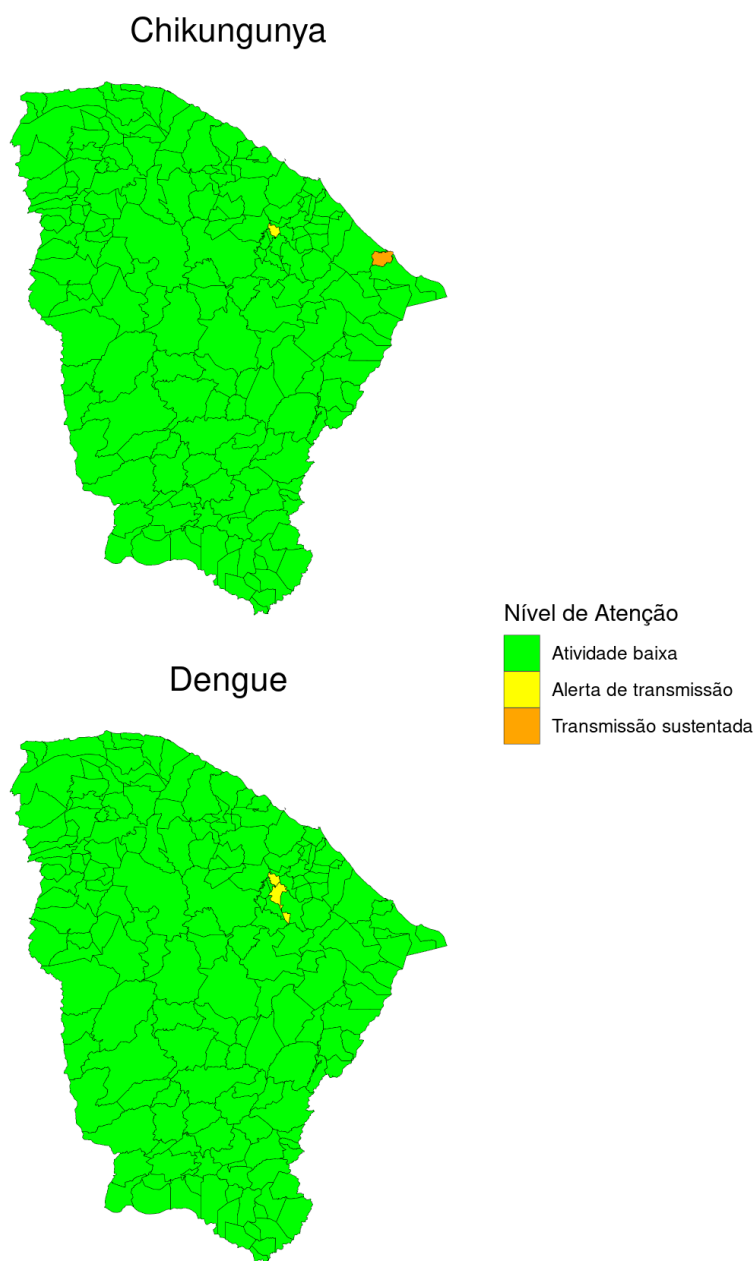 Chikungunya
Nível de Atenção
Atividade baixa
Alerta de transmissão
Transmissão sustentada
Dengue